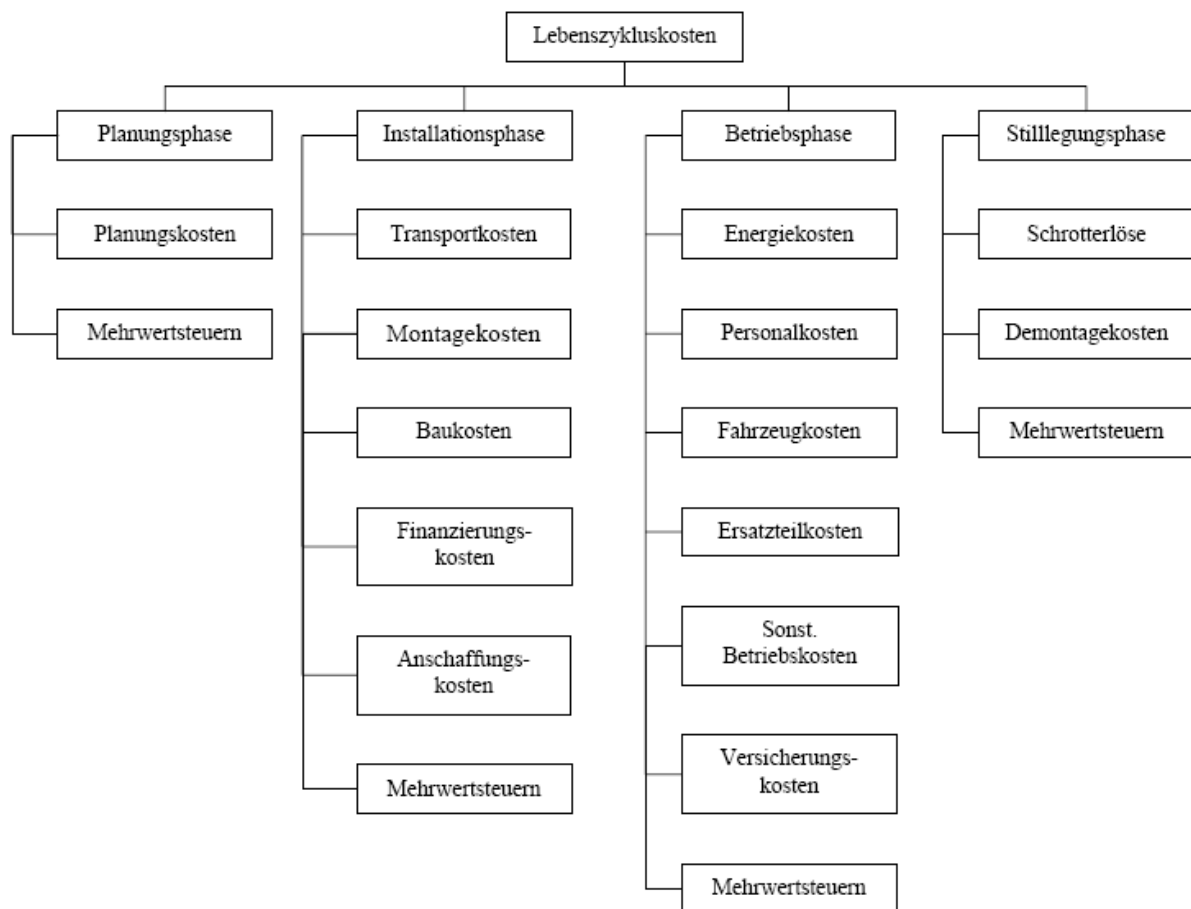 Lebenszykluskosten
Planungsphase
Installationsphase
Betriebsphase
Stilllegungsphase
Planungskosten
Transportkosten
Energiekosten
Schrotterlöse
Mehrwertsteuern
Montagekosten
Personalkosten
Demontagekosten
Baukosten
Fahrzeugkosten
Mehrwertsteuern
Finanzierungs-
kosten
Ersatzteilkosten
Anschaffungs-
kosten
Sonst.
Betriebskosten
Mehrwertsteuern
Versicherungs-
kosten
Mehrwertsteuern